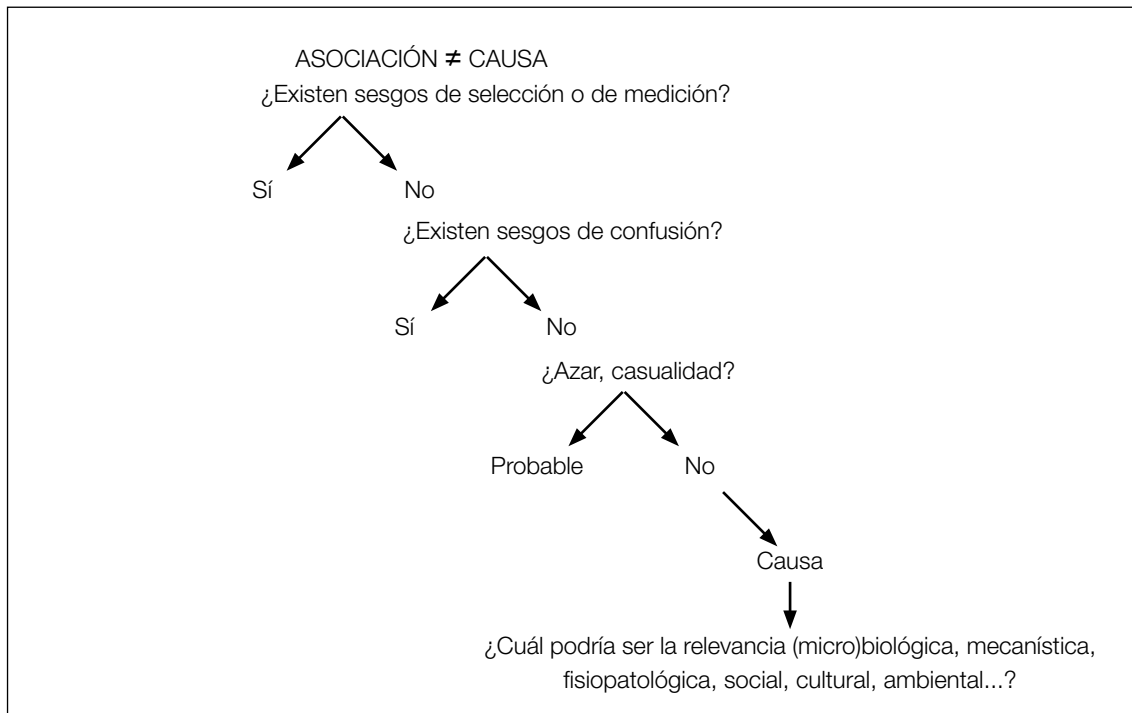 ASOCIACIÓN ≠ CAUSA
¿Existen sesgos de selección o de medición?
Sí No
¿Existen sesgos de confusión?
Sí No
¿Azar, casualidad?
Probable No
Causa
¿Cuál podría ser la relevancia (micro)biológica, mecanística,
fisiopatológica, social, cultural, ambiental...?